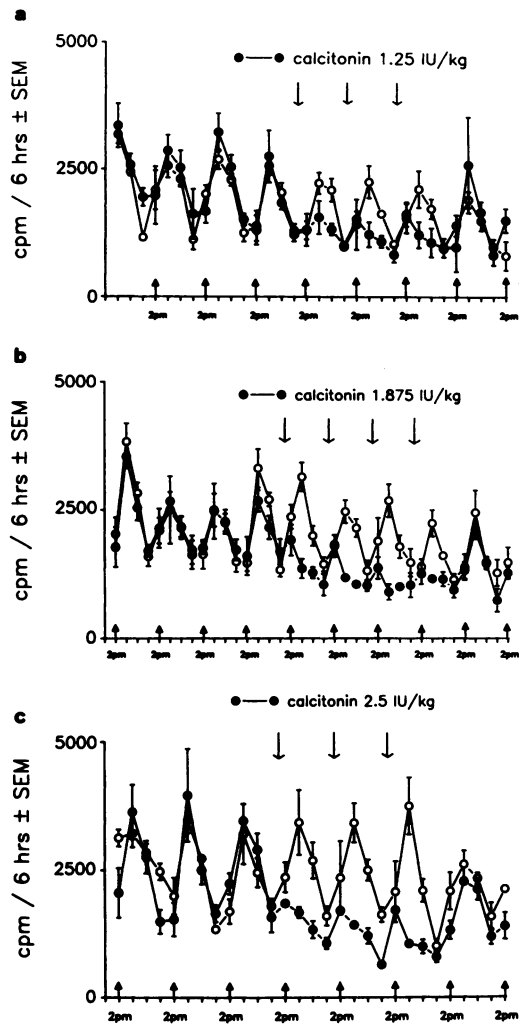 a
5000
calcitonin 1.25 IU/kg
2500
cpm / 6 hrs ± SEM
0
2pm 2pm 2pm 2pm 2pm 2pm 2pm 2pm
b
5000
calcitonin 1.875 IU/kg
2500
cpm / 6 hrs ± SEM
0
2pm 2pm 2pm 2pm 2pm 2pm 2pm 2pm 2pm 2pm
c
calcitonin 2.5 IU/kg
5000
2500
cpm / 6 hrs ± SEM
0
2pm 2pm 2pm 2pm 2pm 2pm 2pm 2pm